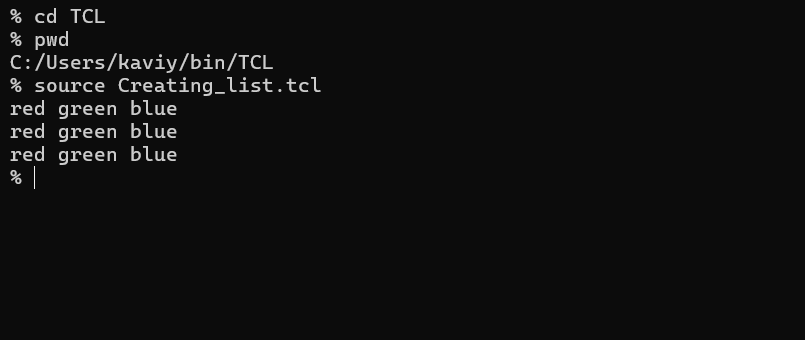 % cd TCL
% pwd
C:/Users/kaviy/bin/TCL
% source Creating_list.tcl
red green blue
red green blue
red green blue
%